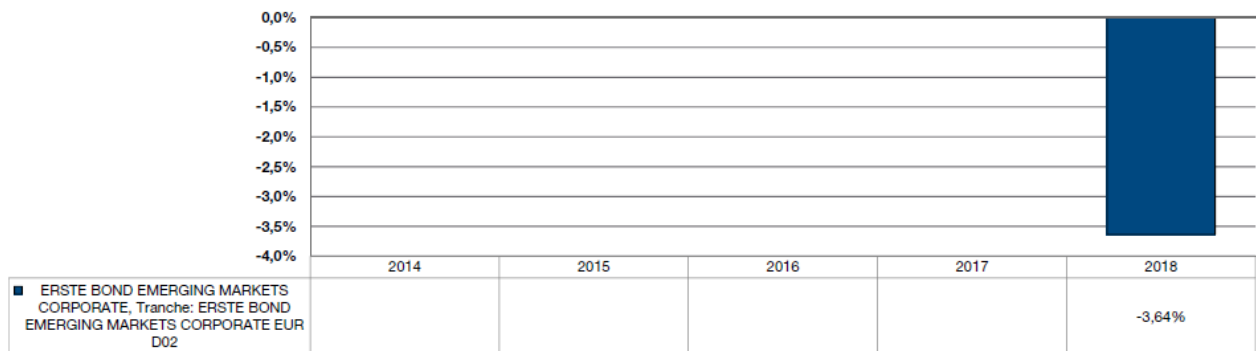 0,0%
-0,5%
-1,0%
-1,5%
-2,0%
-2,5%
-3,0%
-3,5%
-4,0%
2014 2015 2016 2017 2018
ERSTE BOND EMERGING MARKETS
CORPORATE, Tranche: ERSTE BOND
EMERGING MARKETS CORPORATE EUR
D02
-3,64%